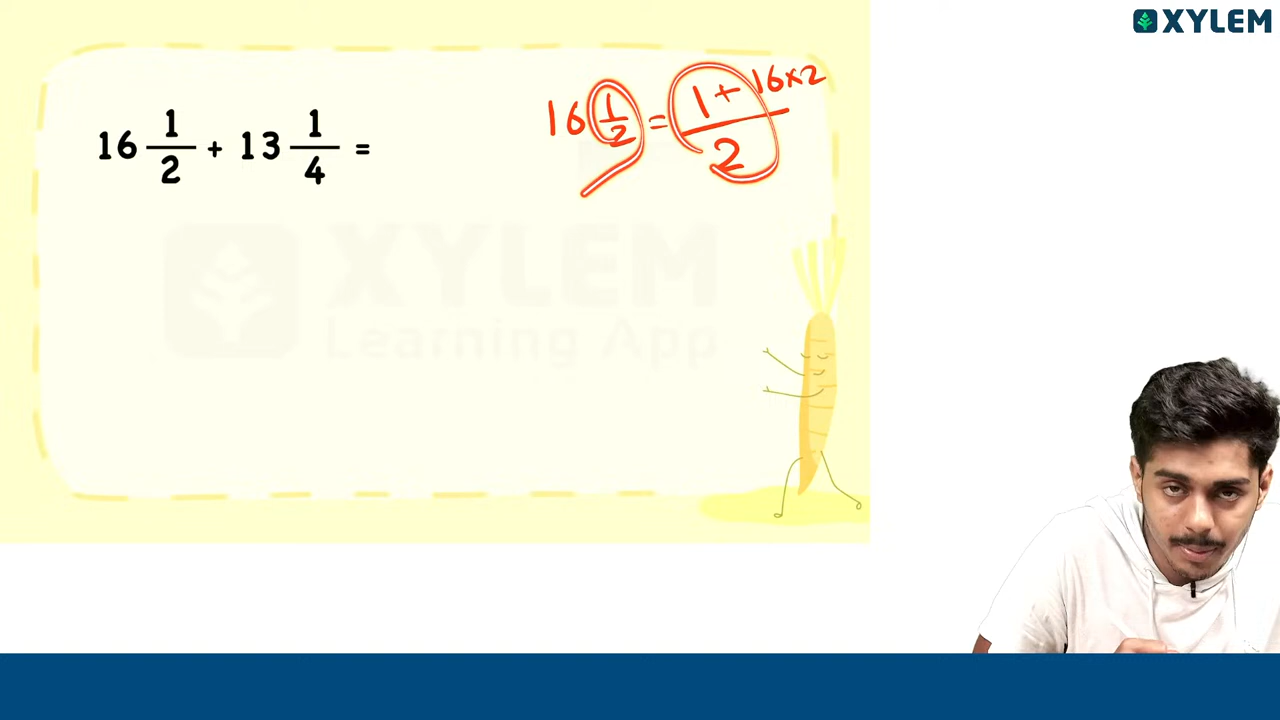 XYLEM
16 1/2 + 13 1/4 =
16 1/2 = 1 + 16×2 / 2
XYLEM
Learning App